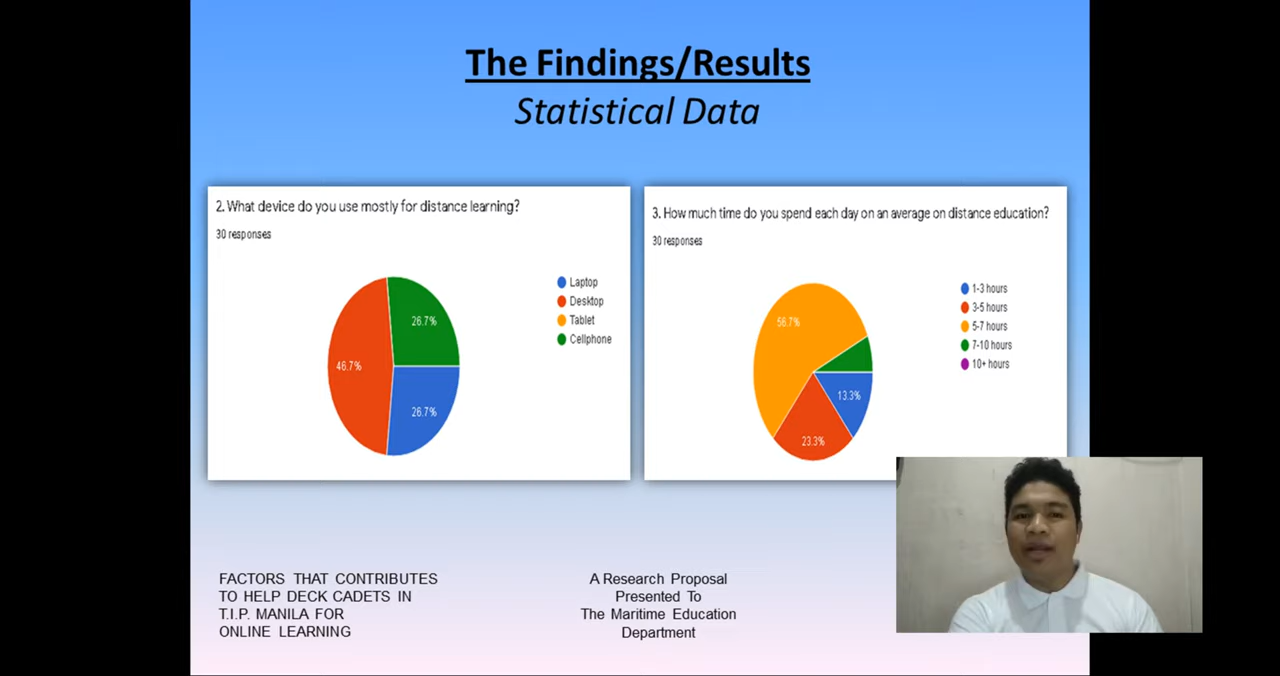 The Findings/Results
Statistical Data
2. What device do you use mostly for distance learning?
30 responses
Laptop
Desktop
Tablet
Cellphone
26.7%
46.7%
26.7%
3. How much time do you spend each day on an average on distance education?
30 responses
1-3 hours
3-5 hours
5-7 hours
7-10 hours
10+ hours
56.7%
13.3%
23.3%
FACTORS THAT CONTRIBUTES
TO HELP DECK CADETS IN
T.I.P. MANILA FOR
ONLINE LEARNING
A Research Proposal
Presented To
The Maritime Education
Department